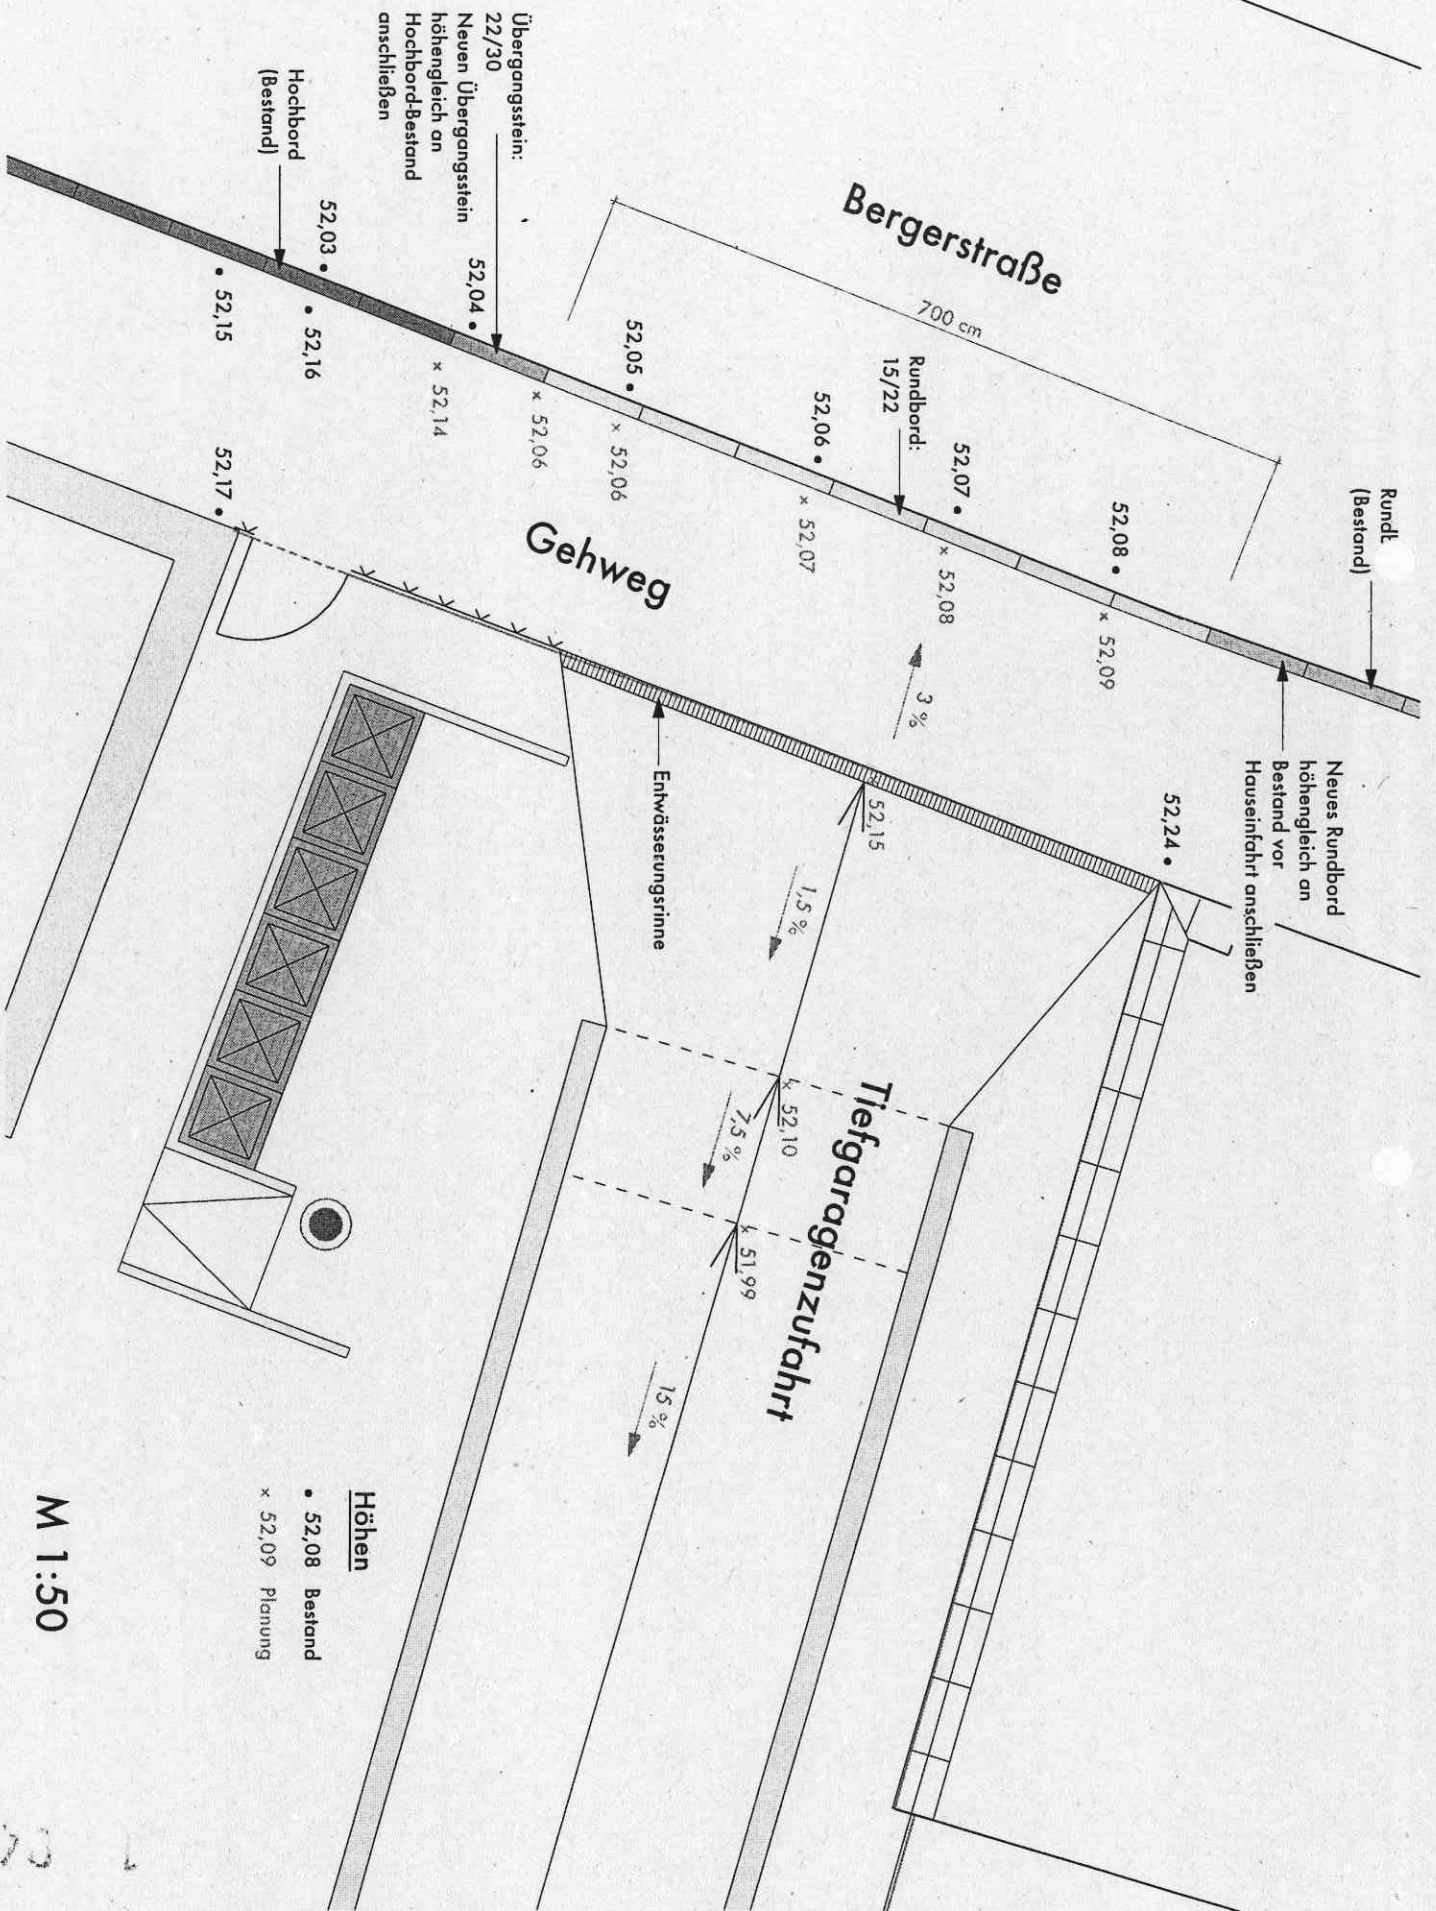 Rundb
(Bestand)
Neues Rundbord
höhengleich an
Bestand vor
Hauseinfahrt anschließen
52,24
52,08
× 52,09
Bergerstraße
700 cm
52,07
× 52,08
Rundbord:
15/22
52,06
× 52,07
3 %
52,15
1,5 %
Tiefgaragenzufahrt
× 52,10
7,5 %
× 51,99
15 %
52,05
× 52,06
Gehweg
Entwässerungsrinne
Übergangsstein:
22/30
Neuen Übergangsstein
höhengleich an
Hochbord-Bestand
anschließen
52,04
× 52,06
× 52,14
Hochbord
(Bestand)
52,03
• 52,16
• 52,15
52,17
Höhen
• 52,08 Bestand
× 52,09 Planung
M 1:50